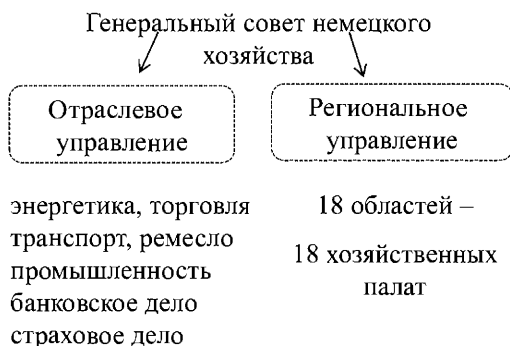 Генеральный совет немецкого
хозяйства
Отраслевое
управление
Региональное
управление
энергетика, торговля
транспорт, ремесло
промышленность
банковское дело
страховое дело
18 областей –
18 хозяйственных
палат